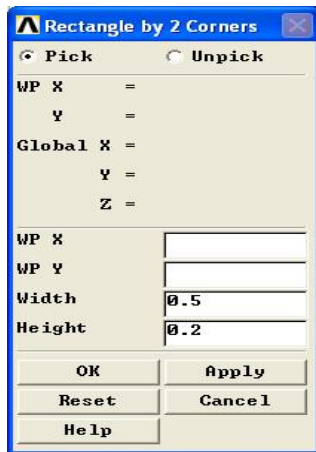 Rectangle by 2 Corners
Pick Unpick
WP X =
Y =
Global X =
Y =
Z =
WP X
WP Y
Width 0.5
Height 0.2
OK Apply
Reset Cancel
Help